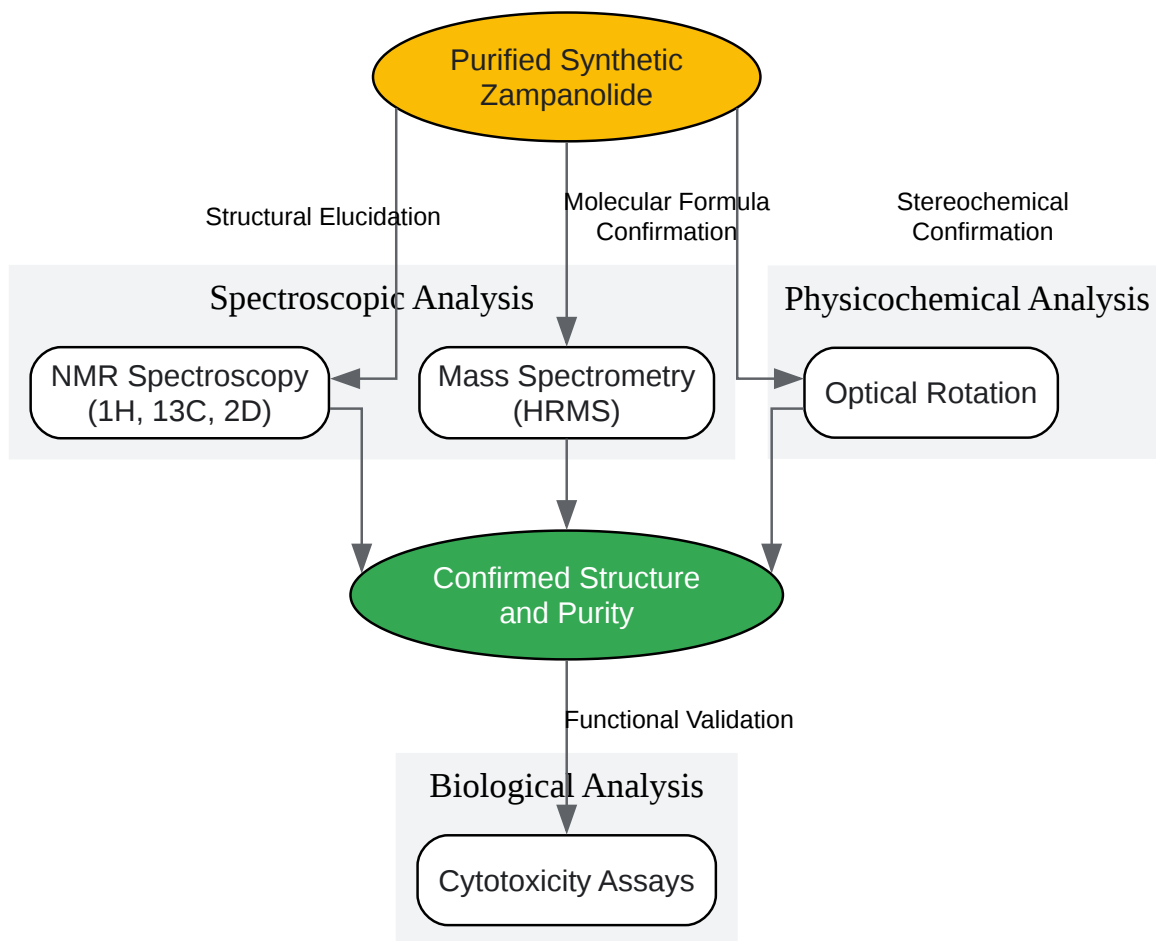 Purified Synthetic
Zampanolide
Structural Elucidation
Molecular Formula
Confirmation
Stereochemical
Confirmation
Spectroscopic Analysis
Physicochemical Analysis
NMR Spectroscopy
(1H, 13C, 2D)
Mass Spectrometry
(HRMS)
Optical Rotation
Confirmed Structure
and Purity
Functional Validation
Biological Analysis
Cytotoxicity Assays